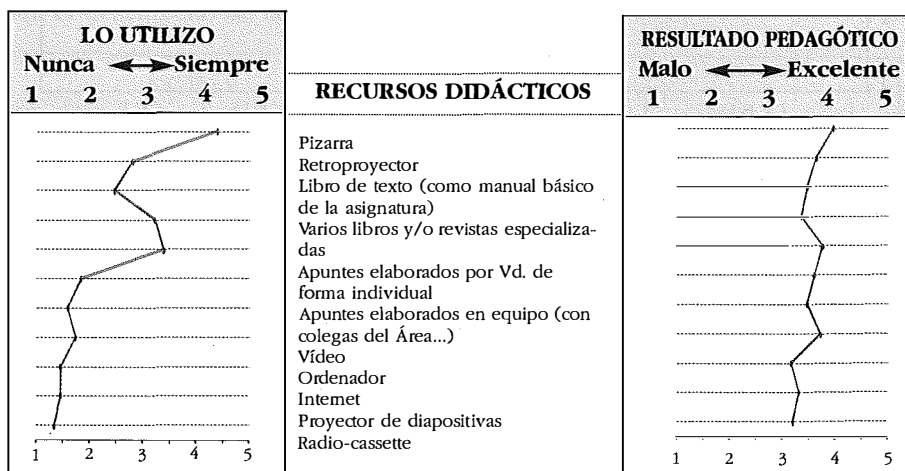 LO UTILIZO
Nunca ↔ Siempre
1 2 3 4 5
1 2 3 4 5
RECURSOS DIDÁCTICOS
Pizarra
Retroproyector
Libro de texto (como manual básico
de la asignatura)
Varios libros y/o revistas especializa-
das
Apuntes elaborados por Vd. de
forma individual
Apuntes elaborados en equipo (con
colegas del Área...)
Vídeo
Ordenador
Internet
Proyector de diapositivas
Radio-cassette
RESULTADO PEDAGÓTICO
Malo ↔ Excelente
1 2 3 4 5
1 2 3 4 5